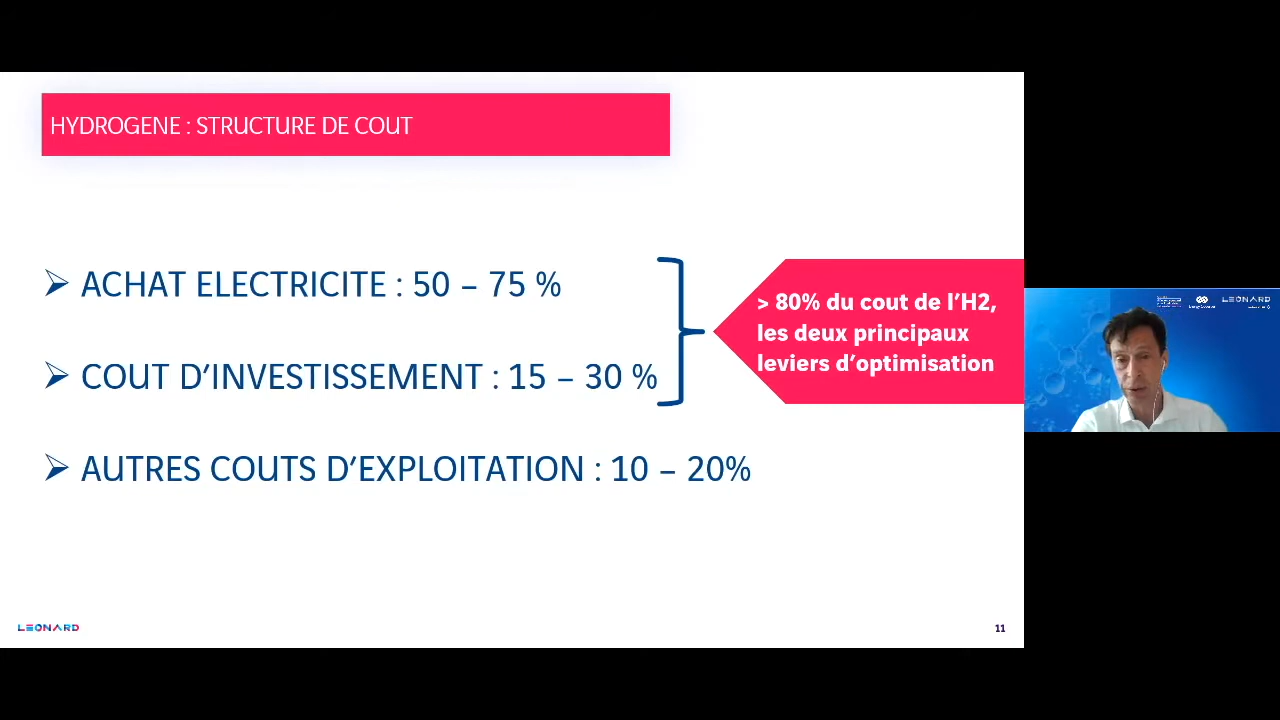 HYDROGENE : STRUCTURE DE COUT
ACHAT ELECTRICITE : 50 – 75 %
COUT D'INVESTISSEMENT : 15 – 30 %
AUTRES COUTS D'EXPLOITATION : 10 – 20%
> 80% du cout de l'H2,
les deux principaux
leviers d'optimisation
LEONARD
LEONARD
11